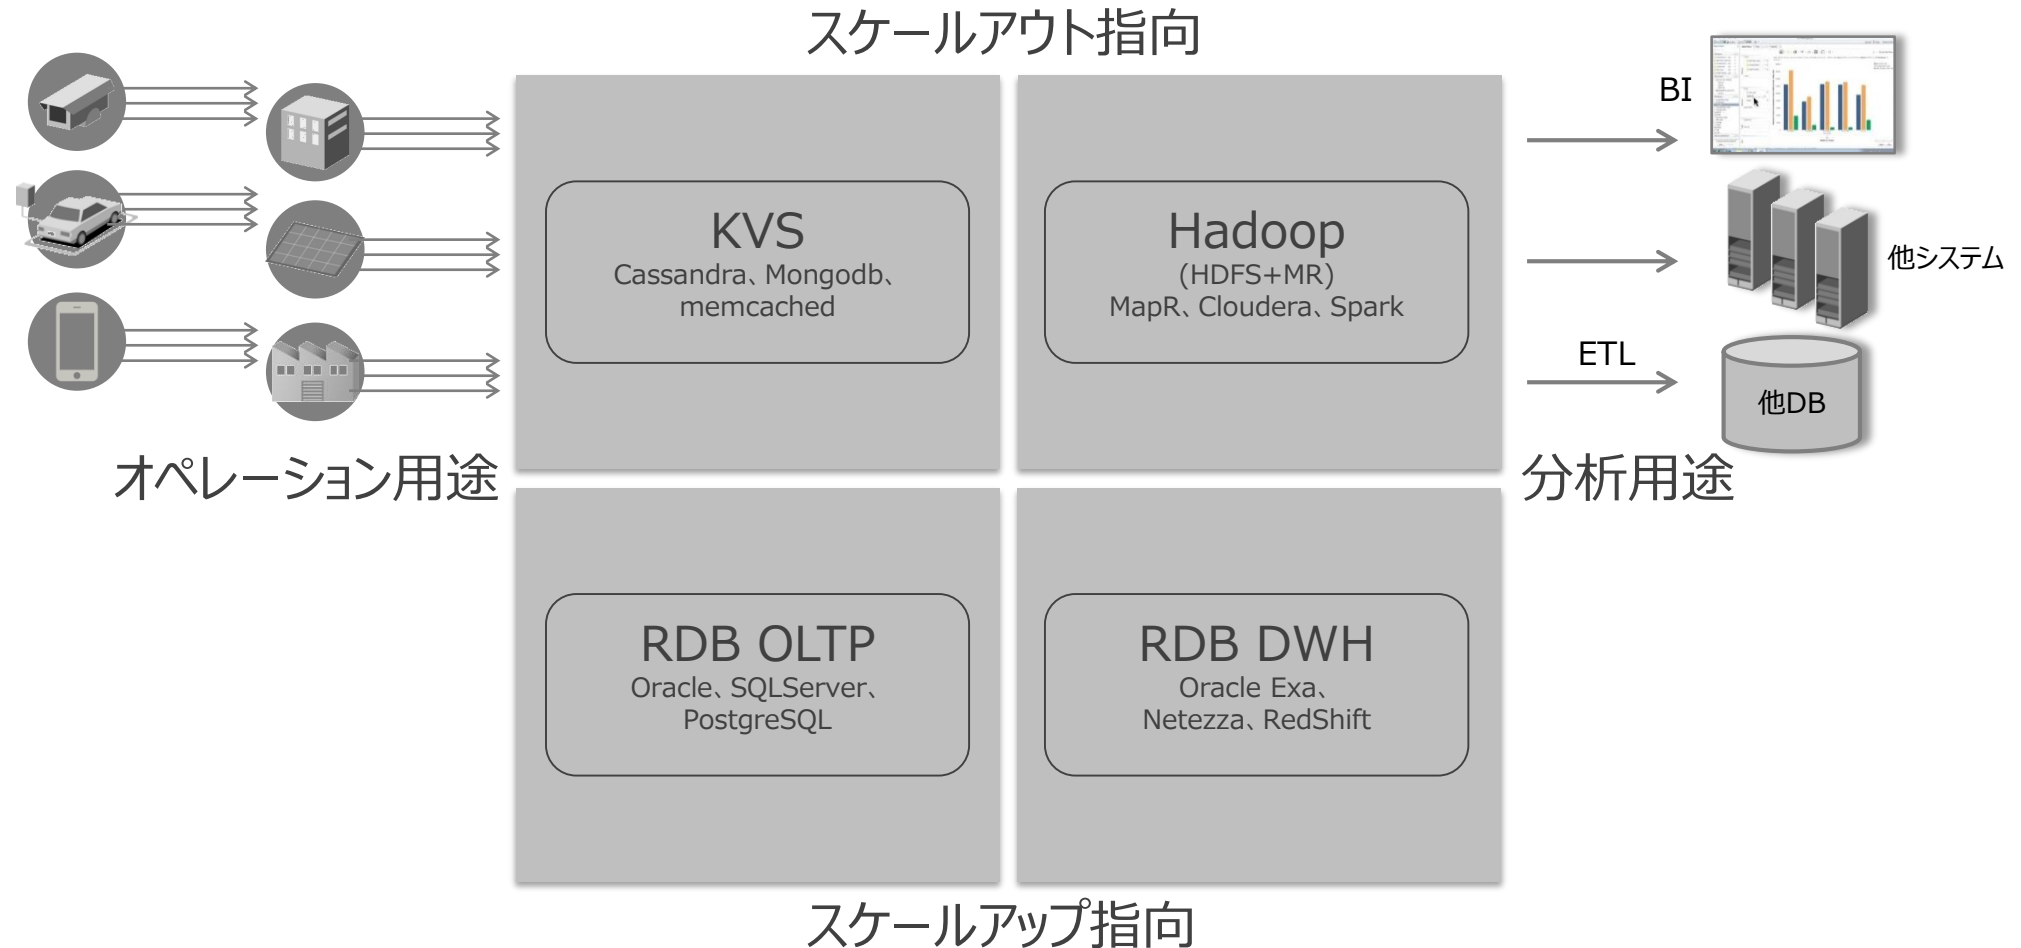 スケールアウト指向
BI
KVS
Cassandra、Mongodb、
memcached
Hadoop
(HDFS+MR)
MapR、Cloudera、Spark
他システム
ETL
他DB
オペレーション用途
分析用途
RDB OLTP
Oracle、SQLServer、
PostgreSQL
RDB DWH
Oracle Exa、
Netezza、RedShift
スケールアップ指向